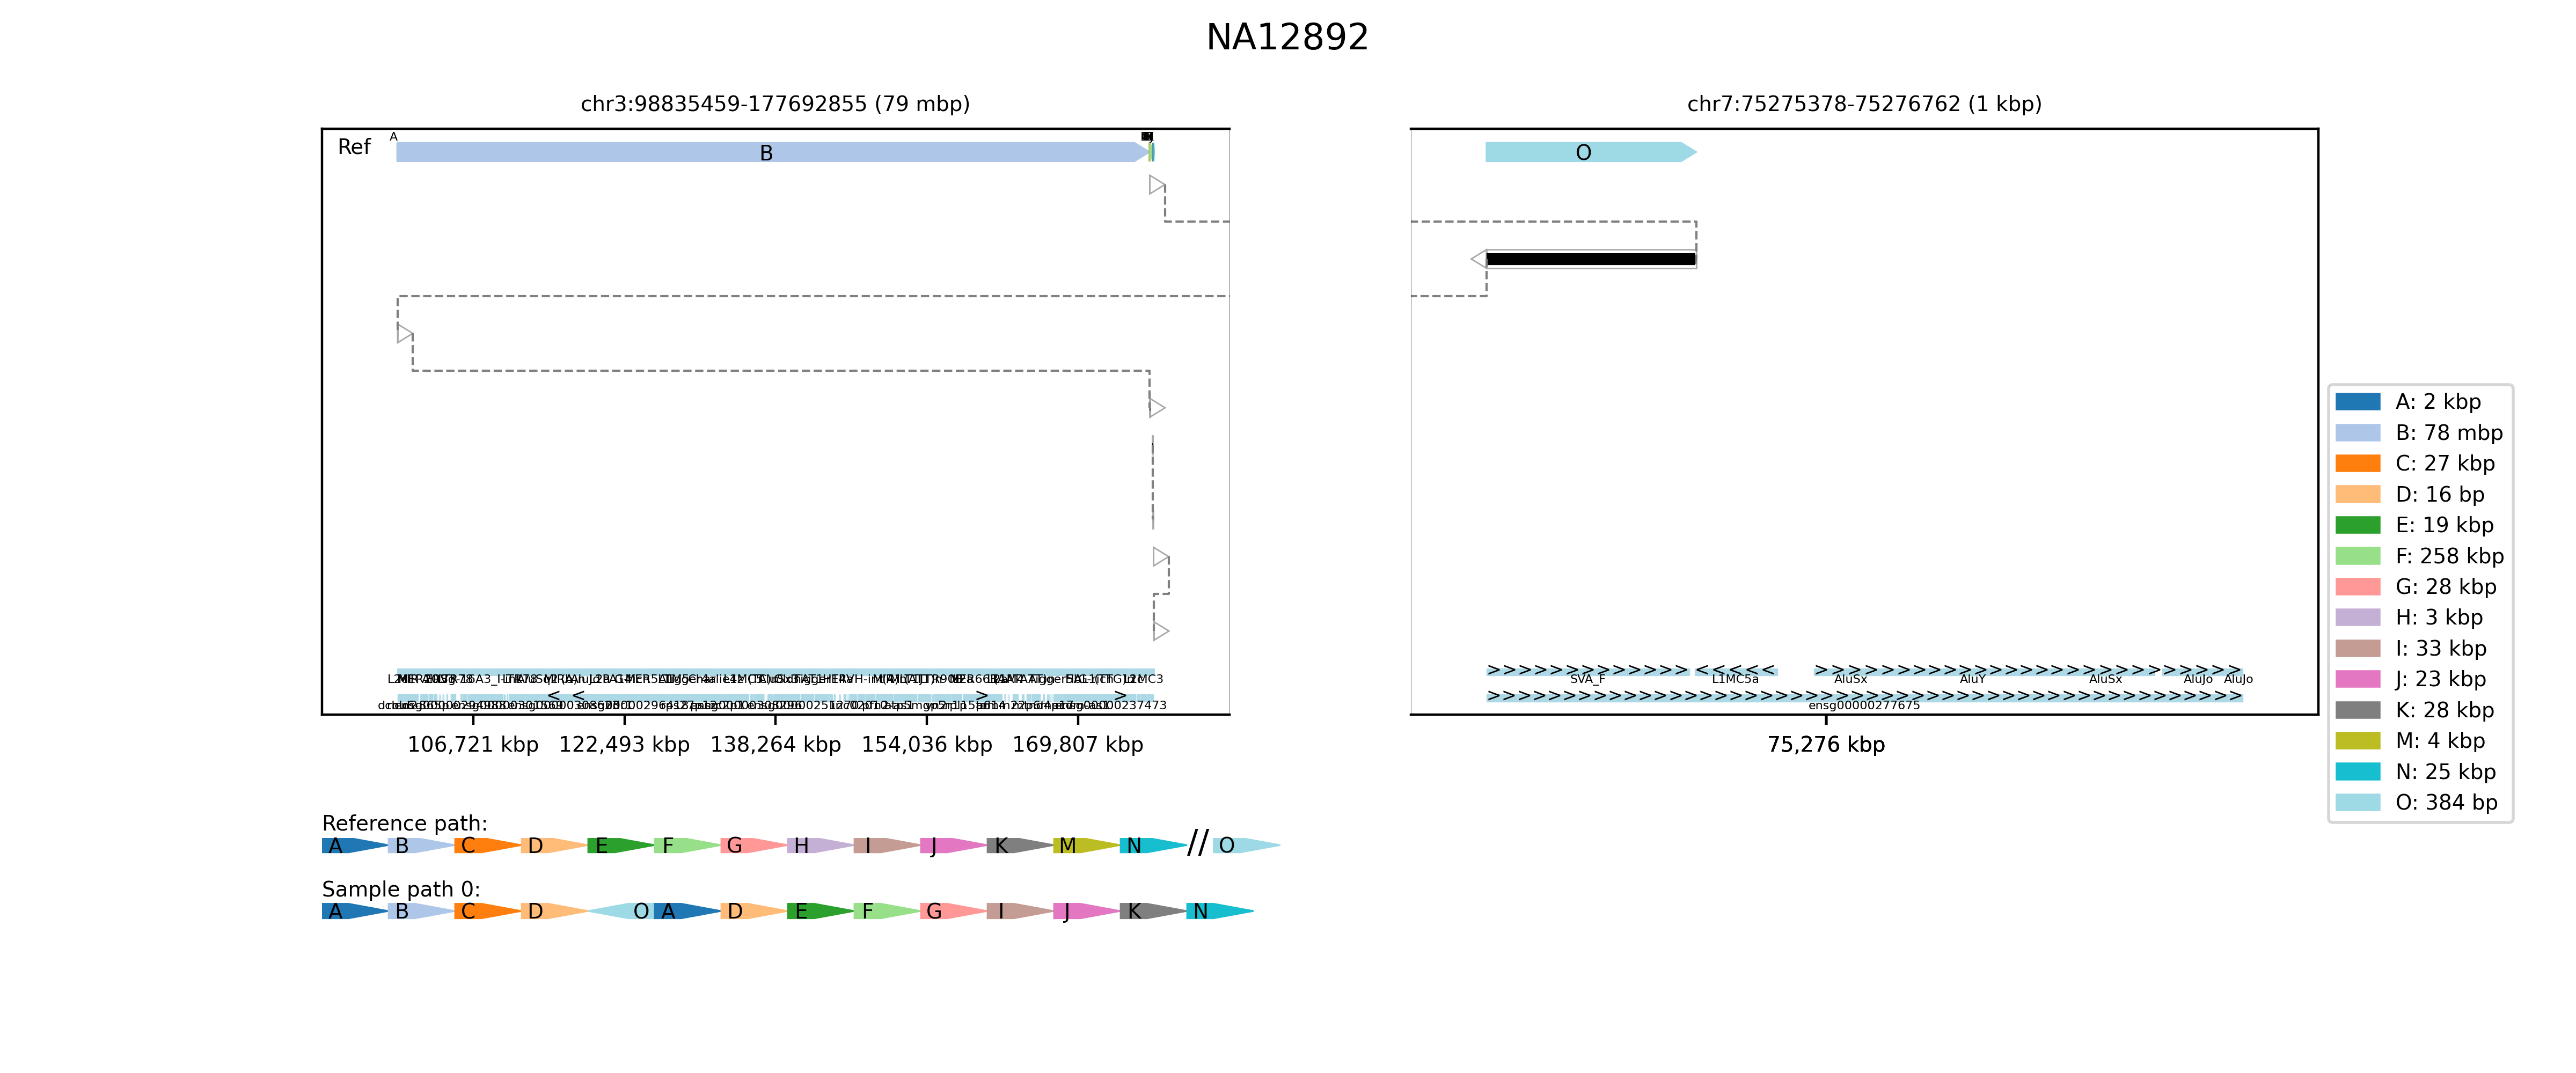 NA12892
chr3:98835459-177692855 (79 mbp)
chr7:75275378-75276762 (1 kbp)
Ref
A
B
O
SVA_F L1MC5a AluSx AluY AluSx AluJo AluJo
ensg00000277675
106,721 kbp 122,493 kbp 138,264 kbp 154,036 kbp 169,807 kbp
75,276 kbp
A: 2 kbp
B: 78 mbp
C: 27 kbp
D: 16 bp
E: 19 kbp
F: 258 kbp
G: 28 kbp
H: 3 kbp
I: 33 kbp
J: 23 kbp
K: 28 kbp
M: 4 kbp
N: 25 kbp
O: 384 bp
Reference path:
A B C D E F G H I J K M N // O
Sample path 0:
A B C D O A D E F G I J K N